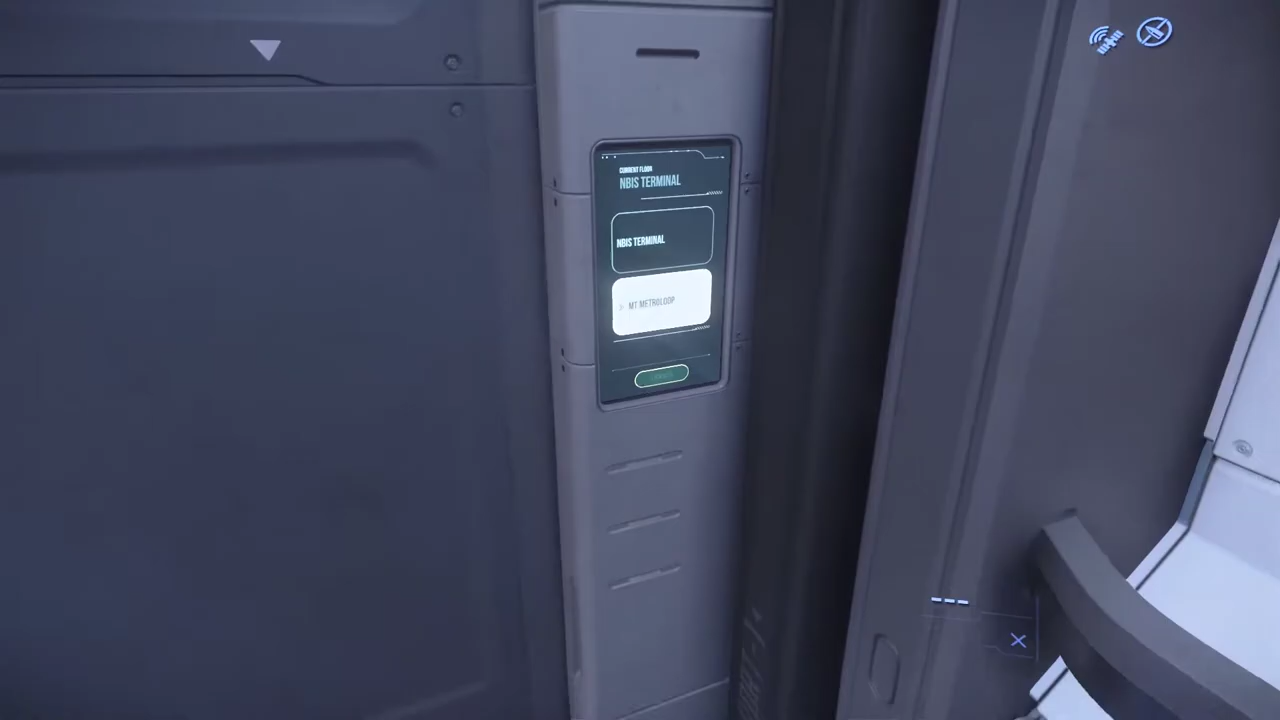 CURRENT FLOOR
NBIS TERMINAL
NBIS TERMINAL
> MT METROLOOP